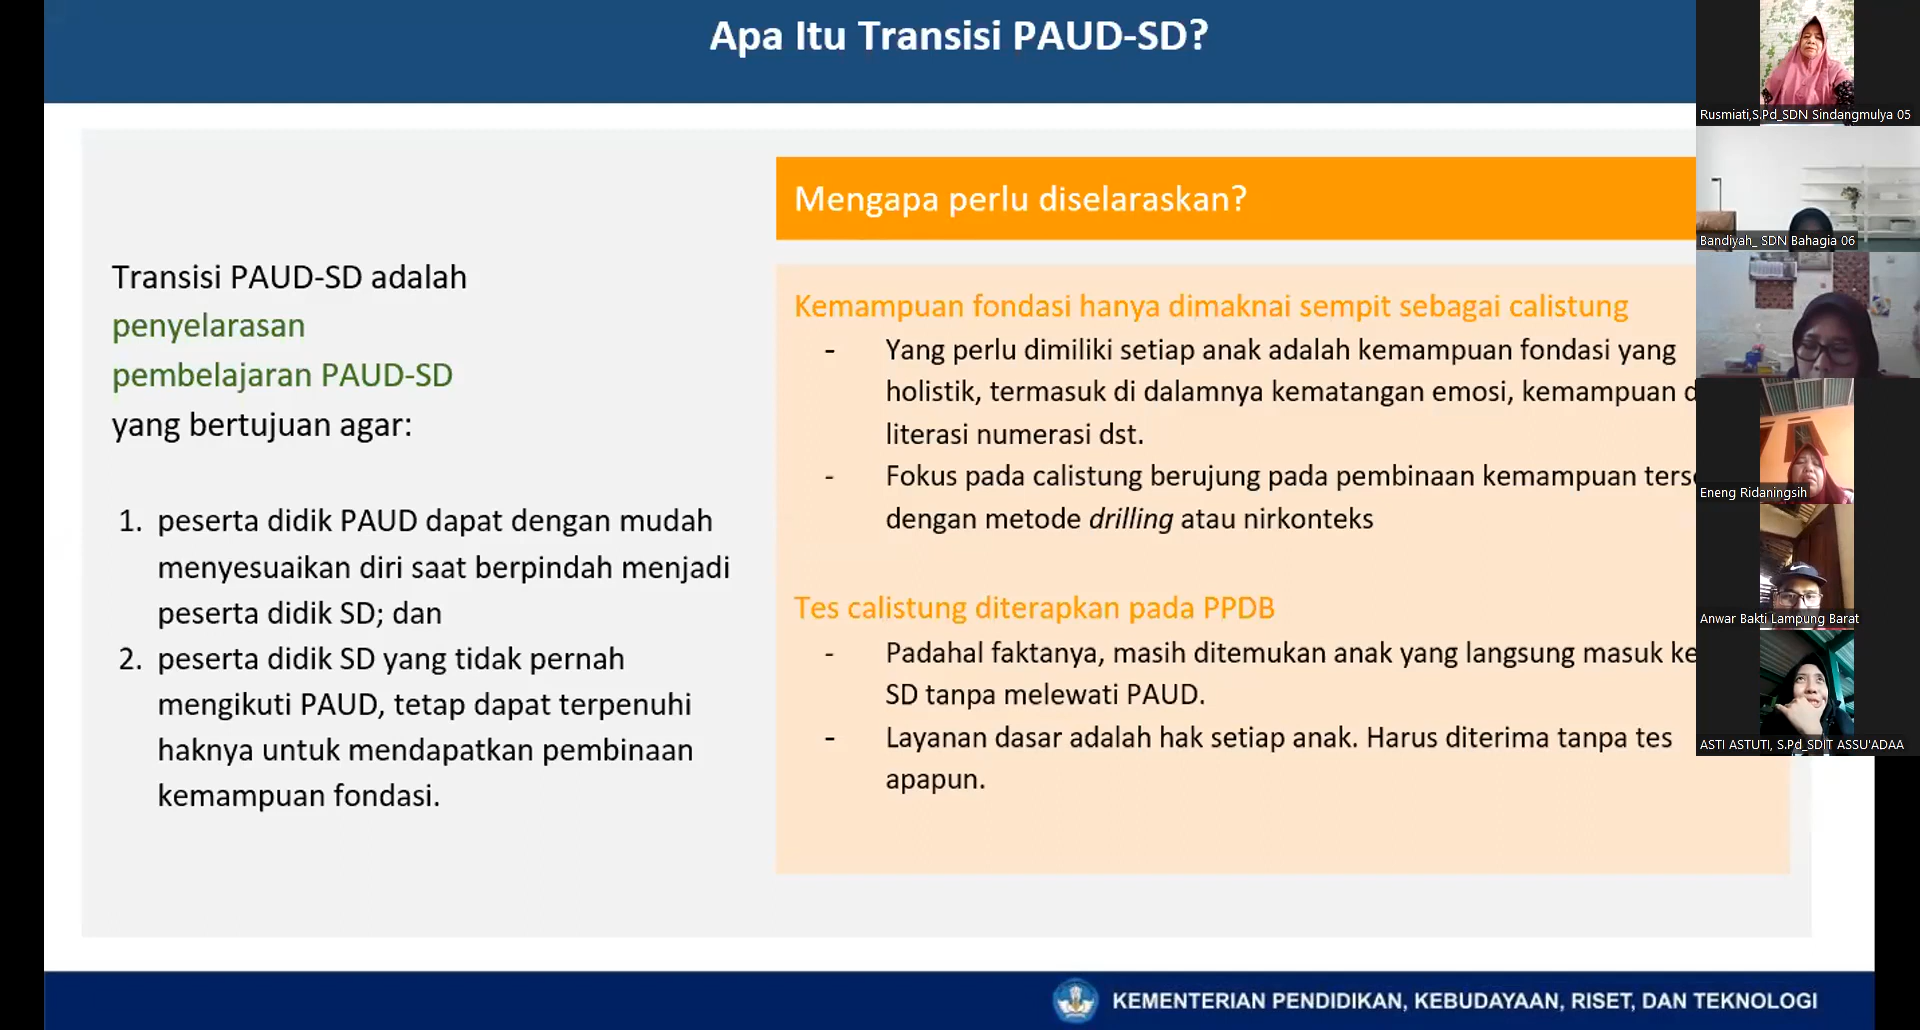 Apa Itu Transisi PAUD-SD?
Transisi PAUD-SD adalah
penyelarasan
pembelajaran PAUD-SD
yang bertujuan agar:
1. peserta didik PAUD dapat dengan mudah
menyesuaikan diri saat berpindah menjadi
peserta didik SD; dan
2. peserta didik SD yang tidak pernah
mengikuti PAUD, tetap dapat terpenuhi
haknya untuk mendapatkan pembinaan
kemampuan fondasi.
Mengapa perlu diselaraskan?
Kemampuan fondasi hanya dimaknai sempit sebagai calistung
- Yang perlu dimiliki setiap anak adalah kemampuan fondasi yang
holistik, termasuk di dalamnya kematangan emosi, kemampuan
literasi numerasi dst.
- Fokus pada calistung berujung pada pembinaan kemampuan
dengan metode drilling atau nirkonteks
Tes calistung diterapkan pada PPDB
- Padahal faktanya, masih ditemukan anak yang langsung masuk ke
SD tanpa melewati PAUD.
- Layanan dasar adalah hak setiap anak. Harus diterima tanpa tes
apapun.
KEMENTERIAN PENDIDIKAN, KEBUDAYAAN, RISET, DAN TEKNOLOGI
Rusmiati,S.Pd_SDN Sindangmulya 05
Bandiyah_ SDN Bahagia 06
Eneng Ridaningsih
Anwar Bakti Lampung Barat
ASTI ASTUTI, S.Pd_SDIT ASSU'ADAA